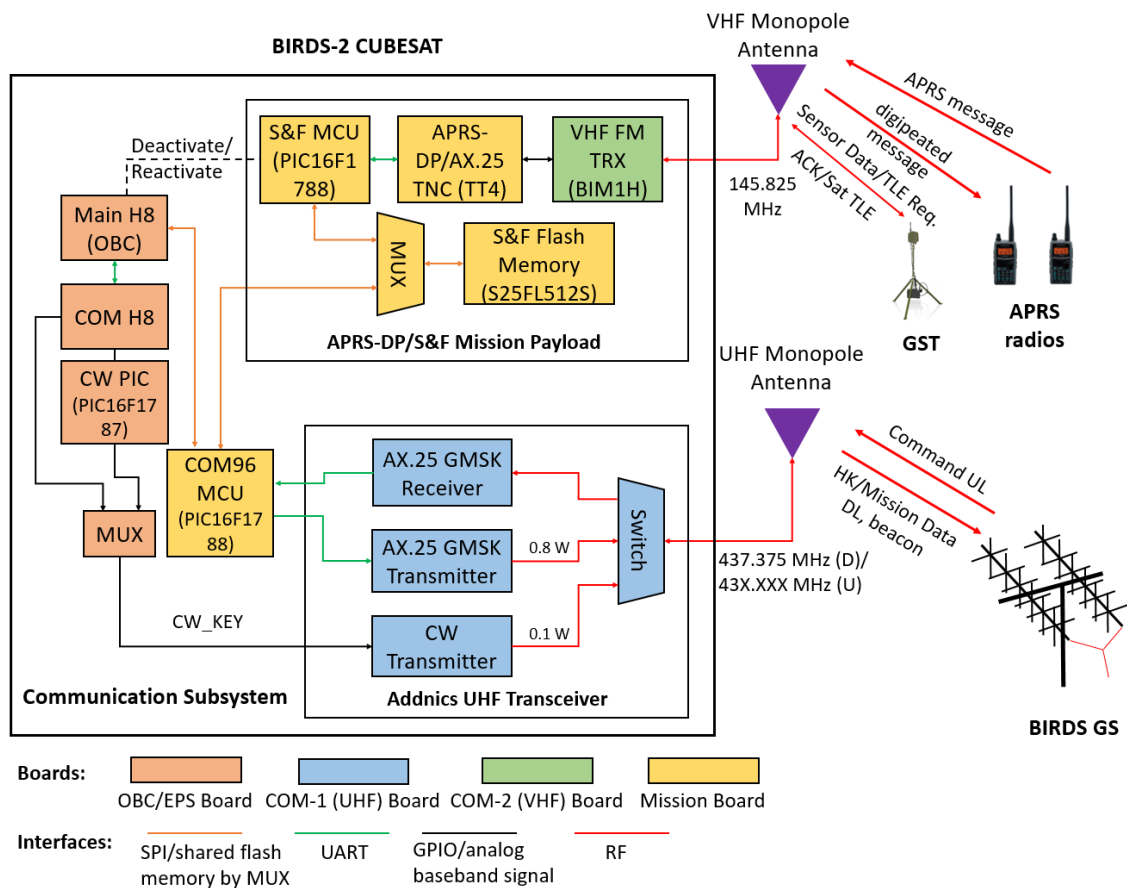 BIRDS-2 CUBESAT
VHF Monopole
Antenna
APRS message
digipeated
message
Sensor Data/TLE Req.
ACK/Sat TLE
145.825
MHz
GST
APRS
radios
Deactivate/
Reactivate
S&F MCU
(PIC16F1
788)
APRS-
DP/AX.25
TNC (TT4)
VHF FM
TRX
(BIM1H)
Main H8
(OBC)
MUX
S&F Flash
Memory
(S25FL512S)
APRS-DP/S&F Mission Payload
COM H8
CW PIC
(PIC16F17
87)
UHF Monopole
Antenna
COM96
MCU
(PIC16F17
88)
MUX
AX.25 GMSK
Receiver
AX.25 GMSK
Transmitter
0.8 W
Switch
CW_KEY
CW
Transmitter
0.1 W
Addnics UHF Transceiver
Communication Subsystem
437.375 MHz (D)/
43X.XXX MHz (U)
Command UL
HK/Mission Data
DL, beacon
BIRDS GS
Boards:
OBC/EPS Board
COM-1 (UHF) Board
COM-2 (VHF) Board
Mission Board
Interfaces:
SPI/shared flash
memory by MUX
UART
GPIO/analog
baseband signal
RF